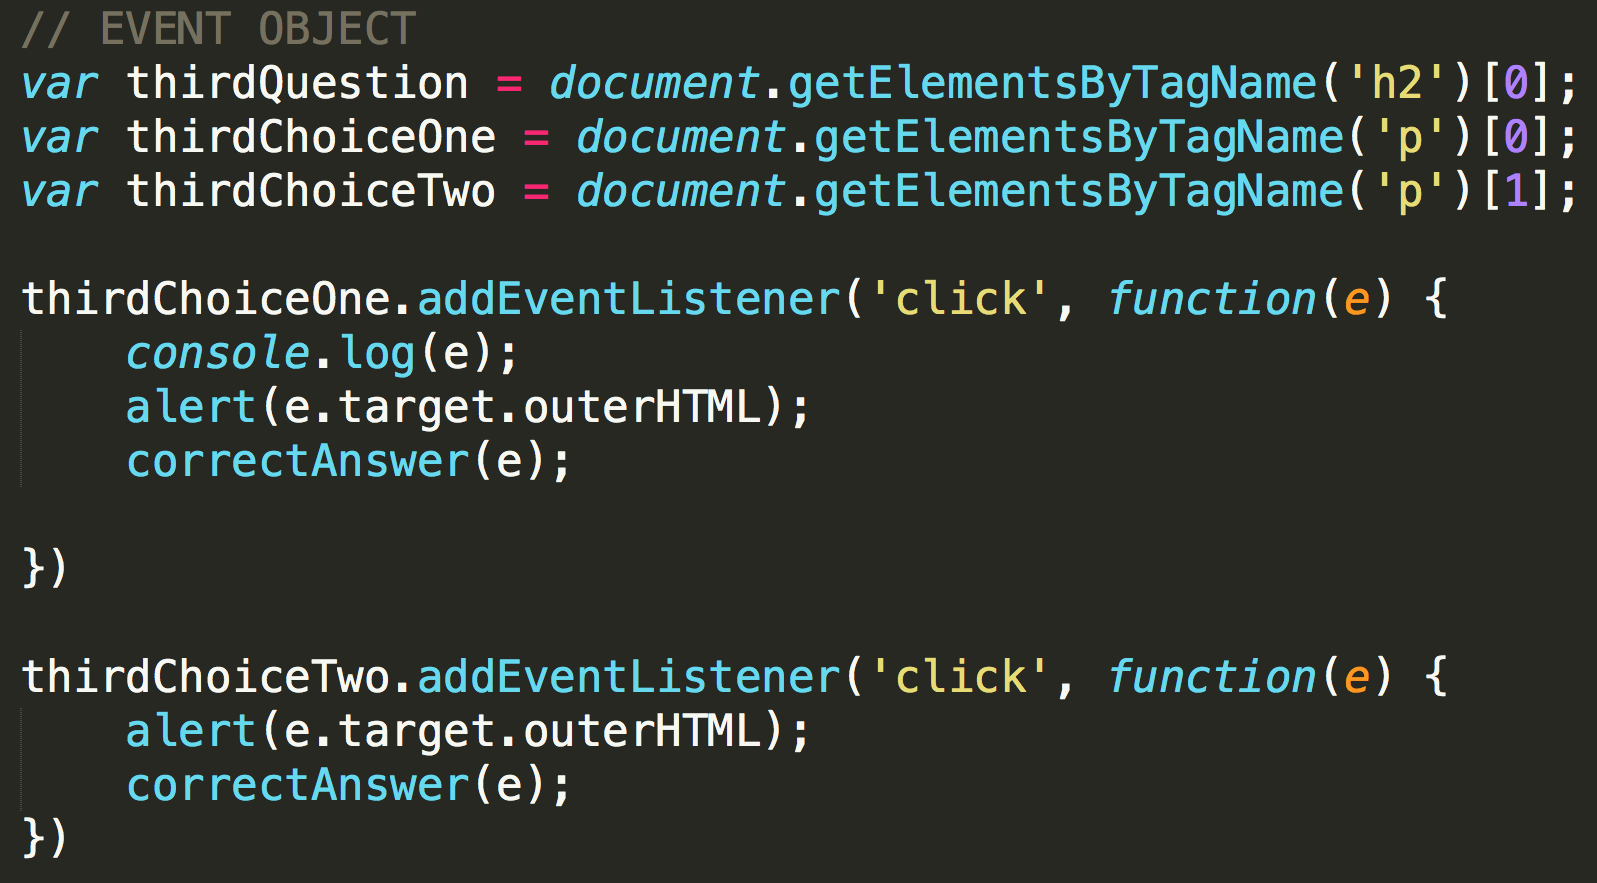 // EVENT OBJECT
var thirdQuestion = document.getElementsByTagName('h2')[0];
var thirdChoiceOne = document.getElementsByTagName('p')[0];
var thirdChoiceTwo = document.getElementsByTagName('p')[1];
thirdChoiceOne.addEventListener('click', function(e) {
    console.log(e);
    alert(e.target.outerHTML);
    correctAnswer(e);
})
thirdChoiceTwo.addEventListener('click', function(e) {
    alert(e.target.outerHTML);
    correctAnswer(e);
})